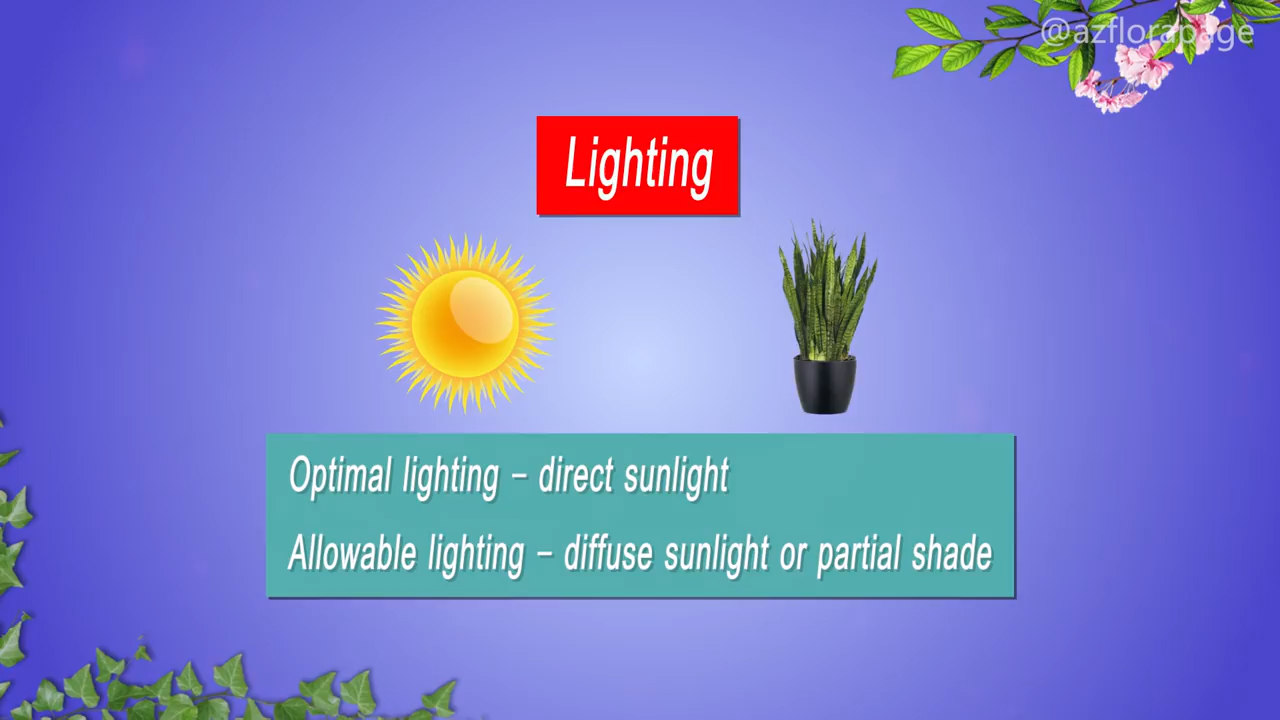 @azflorapage
Lighting
Optimal lighting – direct sunlight
Allowable lighting – diffuse sunlight or partial shade